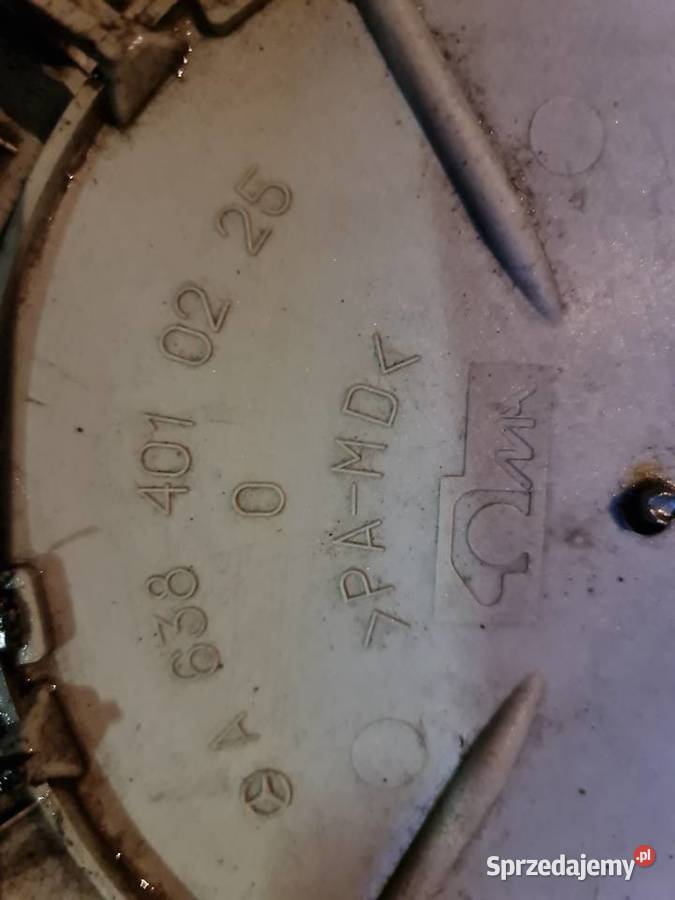 A 638 401 02 25
0
>PA-MD<
Sprzedajemy.pl